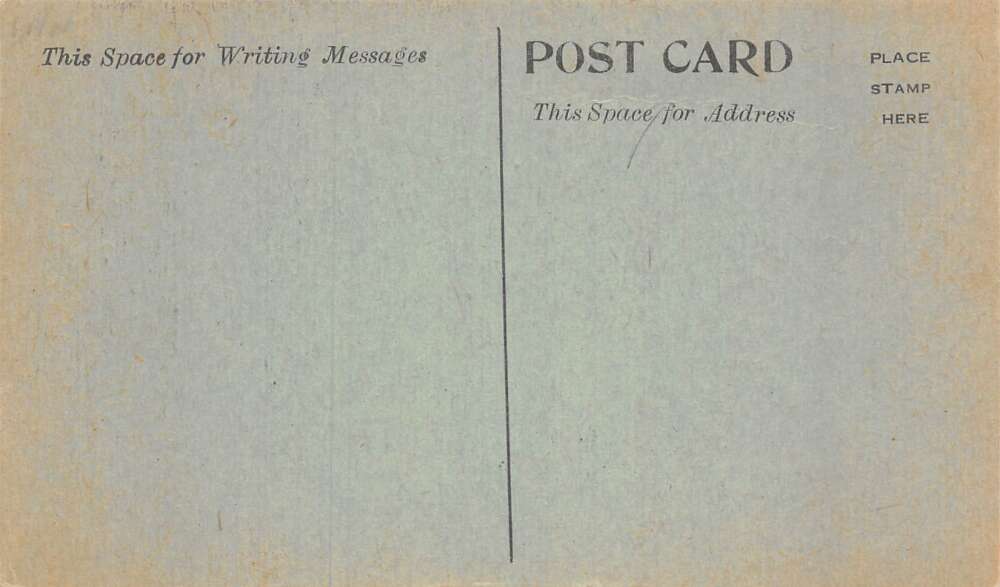 This Space for Writing Messages
POST CARD
This Space for Address
PLACE
STAMP
HERE